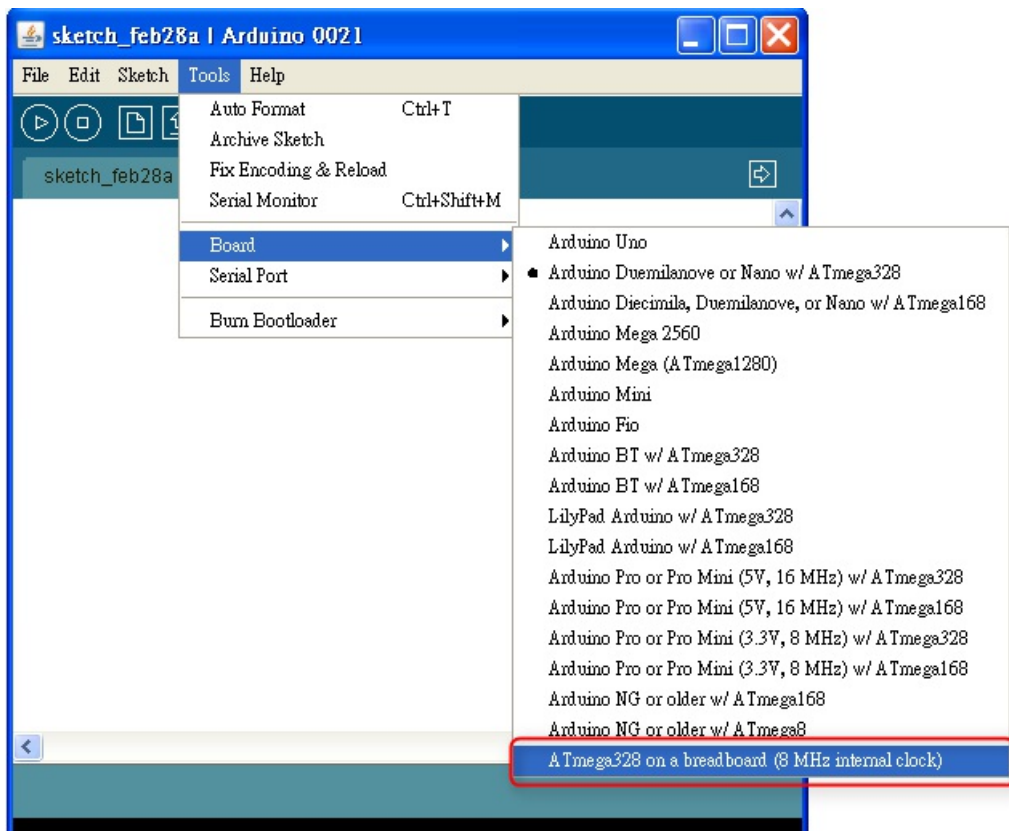 sketch_feb28a | Arduino 0021
File Edit Sketch Tools Help
Auto Format Ctrl+T
Archive Sketch
Fix Encoding & Reload
Serial Monitor Ctrl+Shift+M
Board
Serial Port
Burn Bootloader
sketch_feb28a
Arduino Uno
Arduino Duemilanove or Nano w/ ATmega328
Arduino Diecimila, Duemilanove, or Nano w/ ATmega168
Arduino Mega 2560
Arduino Mega (ATmega1280)
Arduino Mini
Arduino Fio
Arduino BT w/ ATmega328
Arduino BT w/ ATmega168
LilyPad Arduino w/ ATmega328
LilyPad Arduino w/ ATmega168
Arduino Pro or Pro Mini (5V, 16 MHz) w/ ATmega328
Arduino Pro or Pro Mini (5V, 16 MHz) w/ ATmega168
Arduino Pro or Pro Mini (3.3V, 8 MHz) w/ ATmega328
Arduino Pro or Pro Mini (3.3V, 8 MHz) w/ ATmega168
Arduino NG or older w/ ATmega168
Arduino NG or older w/ ATmega8
ATmega328 on a breadboard (8 MHz internal clock)